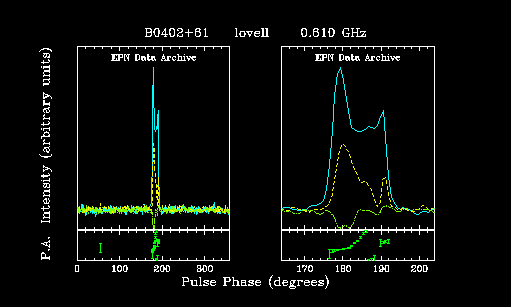 B0402+61 lovell 0.610 GHz
EPN Data Archive EPN Data Archive
Intensity (arbitrary units)
P.A.
0 100 200 300 170 180 190 200
Pulse Phase (degrees)